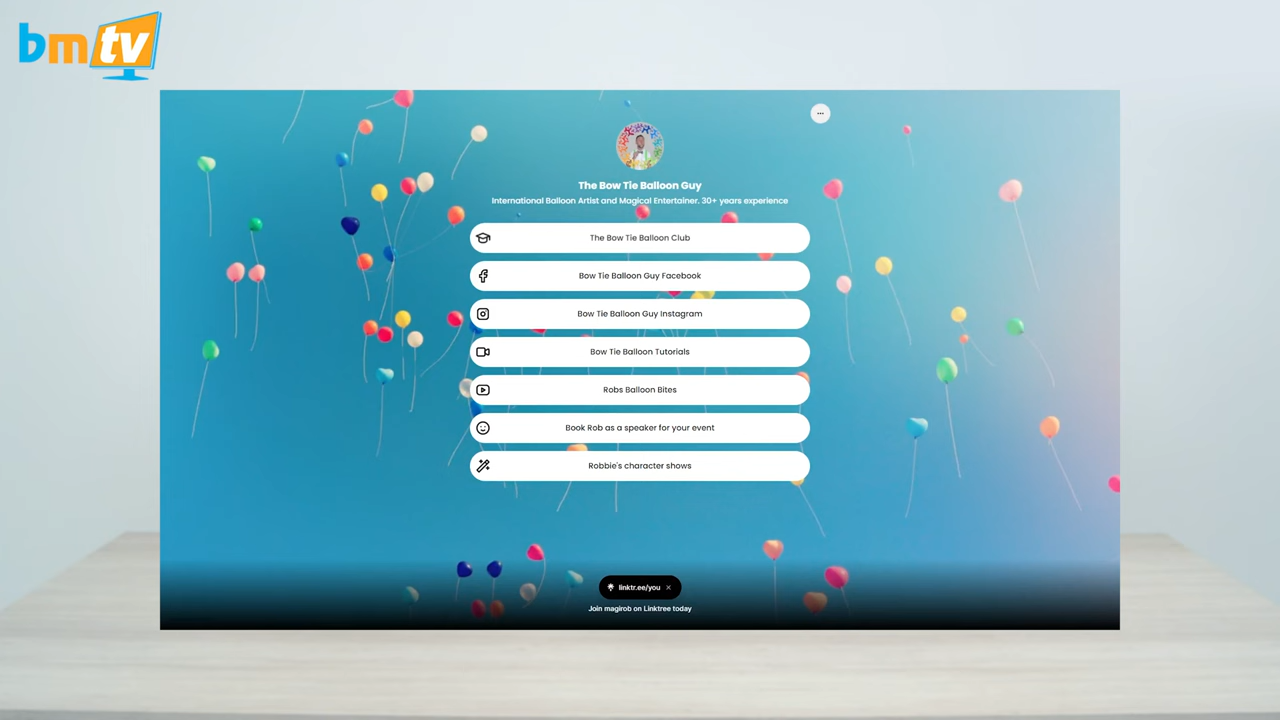 bmtv
The Bow Tie Balloon Guy
International Balloon Artist and Magical Entertainer. 30+ years experience
The Bow Tie Balloon Club
Bow Tie Balloon Guy Facebook
Bow Tie Balloon Guy Instagram
Bow Tie Balloon Tutorials
Robs Balloon Bites
Book Rob as a speaker for your event
Robbie's character shows
linktr.ee/you
Join magirob on Linktree today